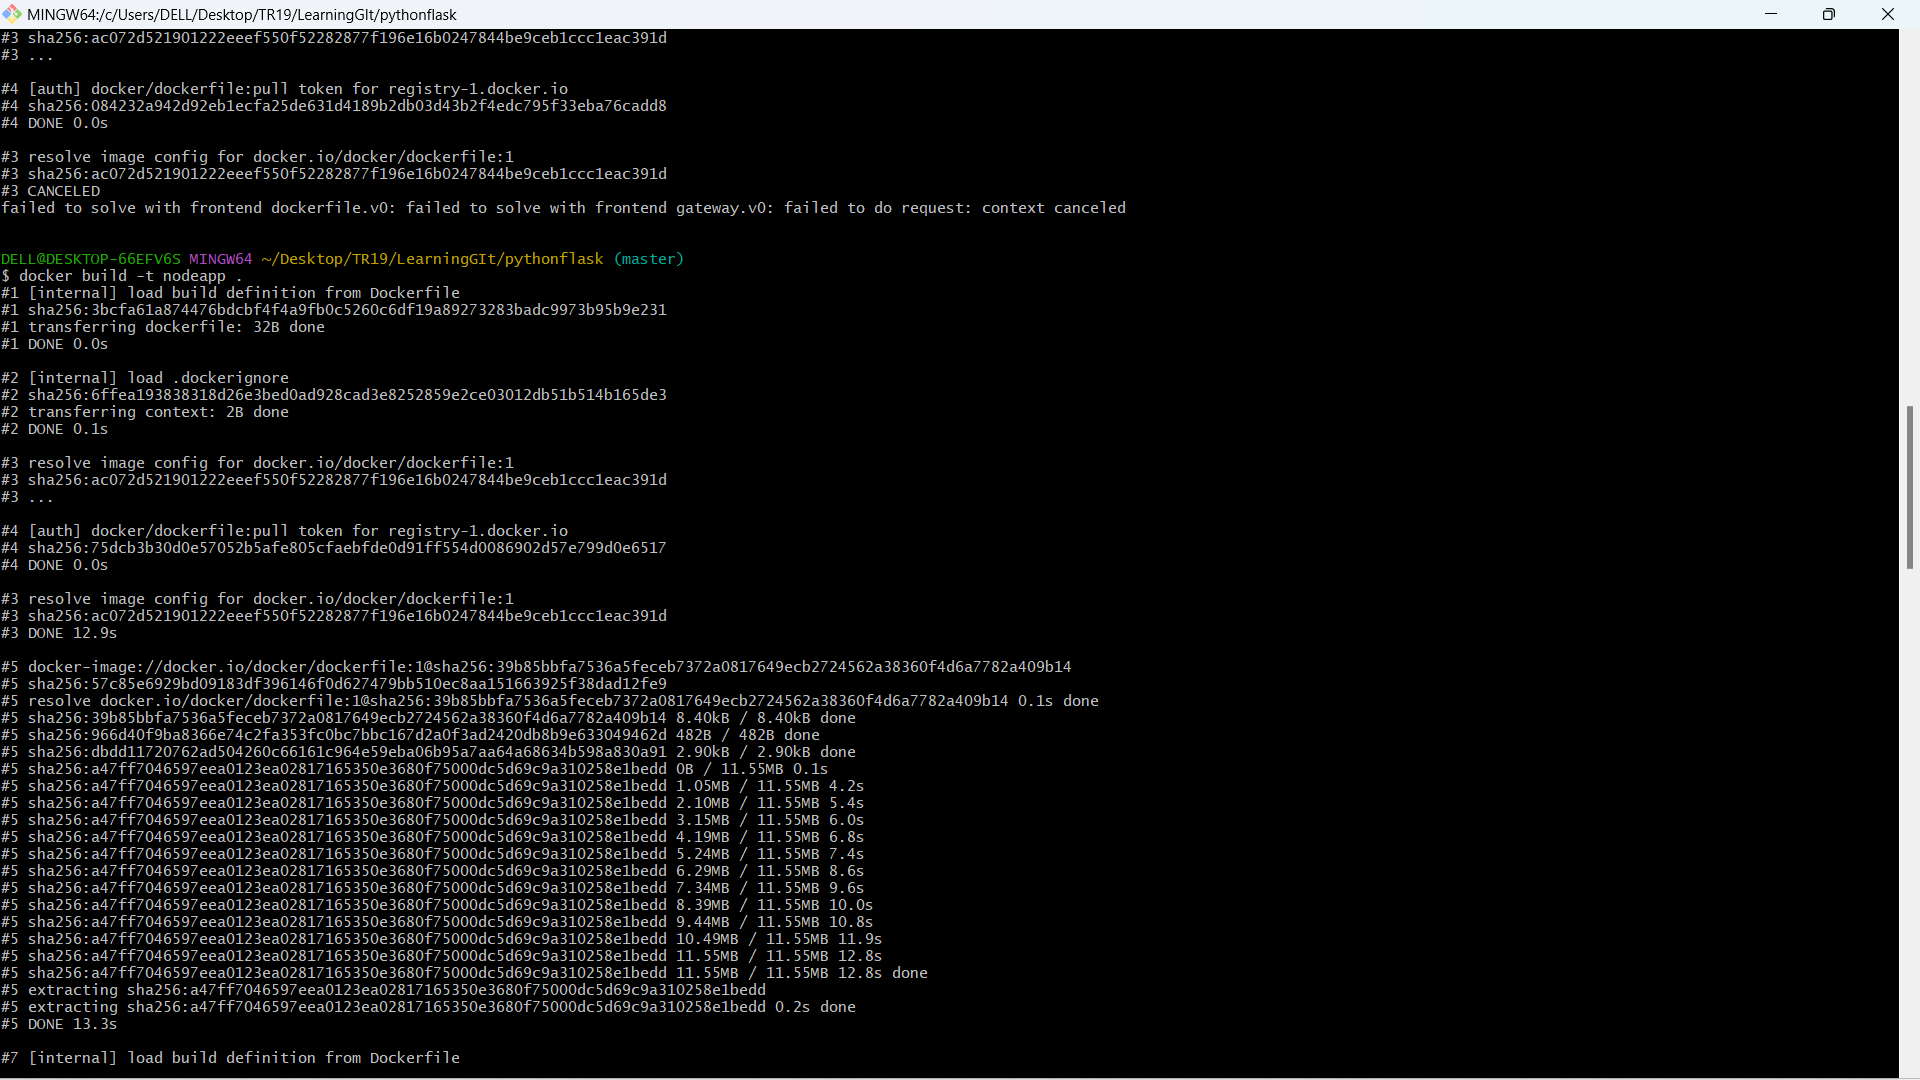 MINGW64:/c/Users/DELL/Desktop/TR19/LearningGIt/pythonflask
#3 sha256:ac072d521901222eeef550f52282877f196e16b0247844be9ceb1ccc1eac391d
#3 ...
#4 [auth] docker/dockerfile:pull token for registry-1.docker.io
#4 sha256:084232a942d92eb1ecfa25de631d4189b2db03d43b2f4edc795f33eba76cadd8
#4 DONE 0.0s
#3 resolve image config for docker.io/docker/dockerfile:1
#3 sha256:ac072d521901222eeef550f52282877f196e16b0247844be9ceb1ccc1eac391d
#3 CANCELED
failed to solve with frontend dockerfile.v0: failed to solve with frontend gateway.v0: failed to do request: context canceled
DELL@DESKTOP-66EFV6S MINGW64 ~/Desktop/TR19/LearningGIt/pythonflask (master)
$ docker build -t nodeapp .
#1 [internal] load build definition from Dockerfile
#1 sha256:3bcfa61a874476bdcbf4f4a9fb0c5260c6df19a89273283badc9973b95b9e231
#1 transferring dockerfile: 32B done
#1 DONE 0.0s
#2 [internal] load .dockerignore
#2 sha256:6ffea193838318d26e3bed0ad928cad3e8252859e2ce03012db51b514b165de3
#2 transferring context: 2B done
#2 DONE 0.1s
#3 resolve image config for docker.io/docker/dockerfile:1
#3 sha256:ac072d521901222eeef550f52282877f196e16b0247844be9ceb1ccc1eac391d
#3 ...
#4 [auth] docker/dockerfile:pull token for registry-1.docker.io
#4 sha256:75dcb3b30d0e57052b5afe805cfaebfde0d91ff554d0086902d57e799d0e6517
#4 DONE 0.0s
#3 resolve image config for docker.io/docker/dockerfile:1
#3 sha256:ac072d521901222eeef550f52282877f196e16b0247844be9ceb1ccc1eac391d
#3 DONE 12.9s
#5 docker-image://docker.io/docker/dockerfile:1@sha256:39b85bbfa7536a5feceb7372a0817649ecb2724562a38360f4d6a7782a409b14
#5 sha256:57c85e6929bd09183df396146f0d627479bb510ec8aa151663925f38dad12fe9
#5 resolve docker.io/docker/dockerfile:1@sha256:39b85bbfa7536a5feceb7372a0817649ecb2724562a38360f4d6a7782a409b14 0.1s done
#5 sha256:39b85bbfa7536a5feceb7372a0817649ecb2724562a38360f4d6a7782a409b14 8.40kB / 8.40kB done
#5 sha256:966d40f9ba8366e74c2fa353fc0bc7bbc167d2a0f3ad2420db8b9e633049462d 482B / 482B done
#5 sha256:dbdd11720762ad504260c66161c964e59eba06b95a7aa64a68634b598a830a91 2.90kB / 2.90kB done
#5 sha256:a47ff7046597eea0123ea02817165350e3680f75000dc5d69c9a310258e1bedd 0B / 11.55MB 0.1s
#5 sha256:a47ff7046597eea0123ea02817165350e3680f75000dc5d69c9a310258e1bedd 1.05MB / 11.55MB 4.2s
#5 sha256:a47ff7046597eea0123ea02817165350e3680f75000dc5d69c9a310258e1bedd 2.10MB / 11.55MB 5.4s
#5 sha256:a47ff7046597eea0123ea02817165350e3680f75000dc5d69c9a310258e1bedd 3.15MB / 11.55MB 6.0s
#5 sha256:a47ff7046597eea0123ea02817165350e3680f75000dc5d69c9a310258e1bedd 4.19MB / 11.55MB 6.8s
#5 sha256:a47ff7046597eea0123ea02817165350e3680f75000dc5d69c9a310258e1bedd 5.24MB / 11.55MB 7.4s
#5 sha256:a47ff7046597eea0123ea02817165350e3680f75000dc5d69c9a310258e1bedd 6.29MB / 11.55MB 8.6s
#5 sha256:a47ff7046597eea0123ea02817165350e3680f75000dc5d69c9a310258e1bedd 7.34MB / 11.55MB 9.6s
#5 sha256:a47ff7046597eea0123ea02817165350e3680f75000dc5d69c9a310258e1bedd 8.39MB / 11.55MB 10.0s
#5 sha256:a47ff7046597eea0123ea02817165350e3680f75000dc5d69c9a310258e1bedd 9.44MB / 11.55MB 10.8s
#5 sha256:a47ff7046597eea0123ea02817165350e3680f75000dc5d69c9a310258e1bedd 10.49MB / 11.55MB 11.9s
#5 sha256:a47ff7046597eea0123ea02817165350e3680f75000dc5d69c9a310258e1bedd 11.55MB / 11.55MB 12.8s
#5 sha256:a47ff7046597eea0123ea02817165350e3680f75000dc5d69c9a310258e1bedd 11.55MB / 11.55MB 12.8s done
#5 extracting sha256:a47ff7046597eea0123ea02817165350e3680f75000dc5d69c9a310258e1bedd
#5 extracting sha256:a47ff7046597eea0123ea02817165350e3680f75000dc5d69c9a310258e1bedd 0.2s done
#5 DONE 13.3s
#7 [internal] load build definition from Dockerfile